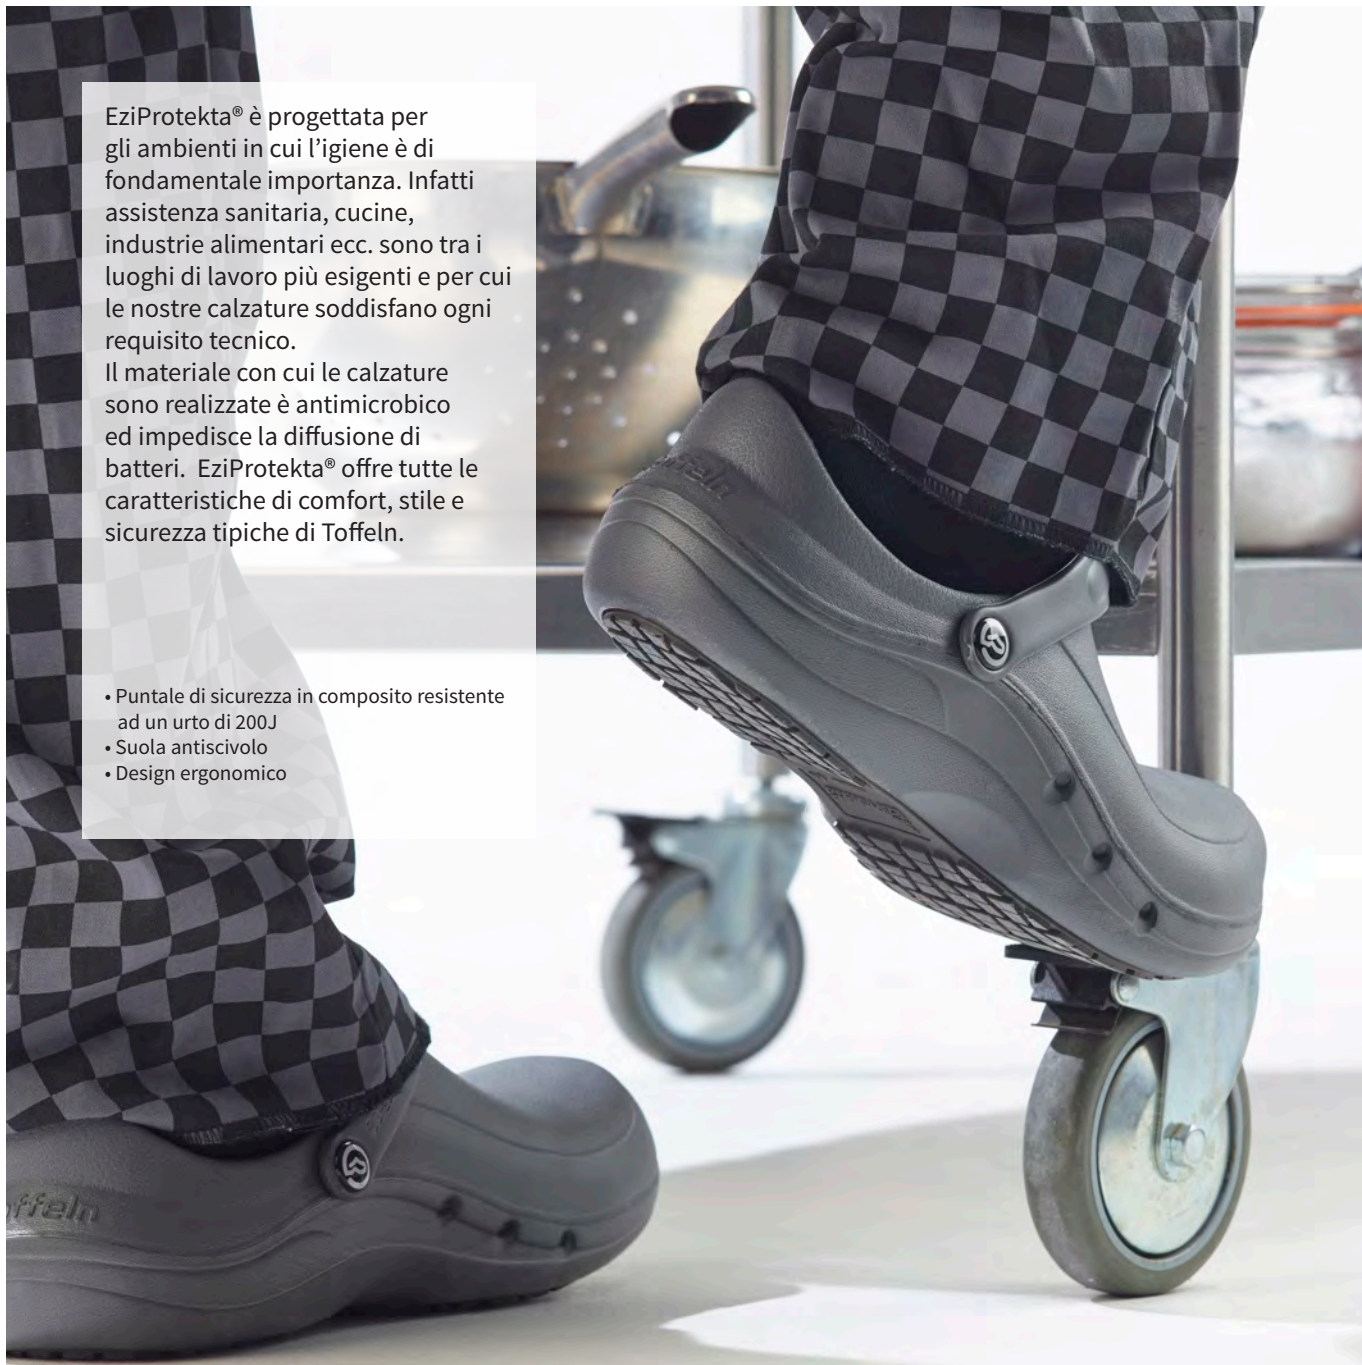 EziProtekta® è progettata per
gli ambienti in cui l'igiene è di
fondamentale importanza. Infatti
assistenza sanitaria, cucine,
industrie alimentari ecc. sono tra i
luoghi di lavoro più esigenti e per cui
le nostre calzature soddisfano ogni
requisito tecnico.
Il materiale con cui le calzature
sono realizzate è antimicrobico
ed impedisce la diffusione di
batteri.  EziProtekta® offre tutte le
caratteristiche di comfort, stile e
sicurezza tipiche di Toffeln.
• Puntale di sicurezza in composito resistente
ad un urto di 200J
• Suola antiscivolo
• Design ergonomico
ffeln
ffeln